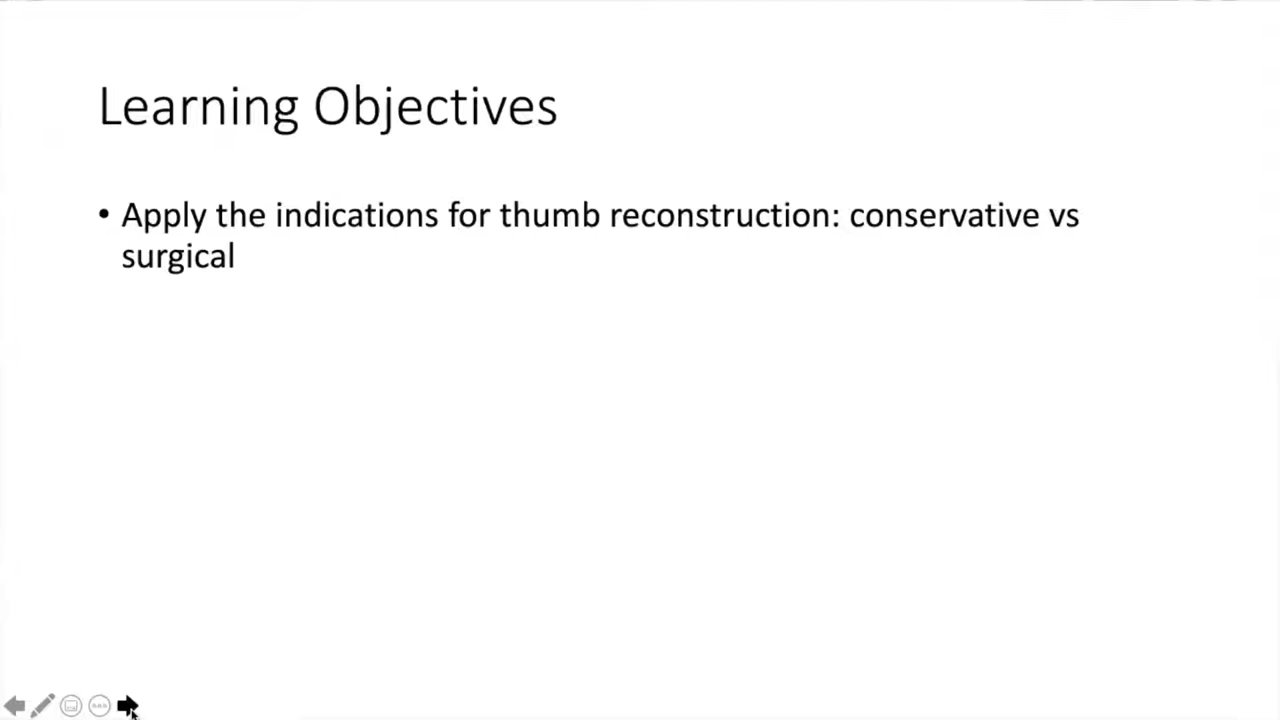 Learning Objectives
• Apply the indications for thumb reconstruction: conservative vs
surgical